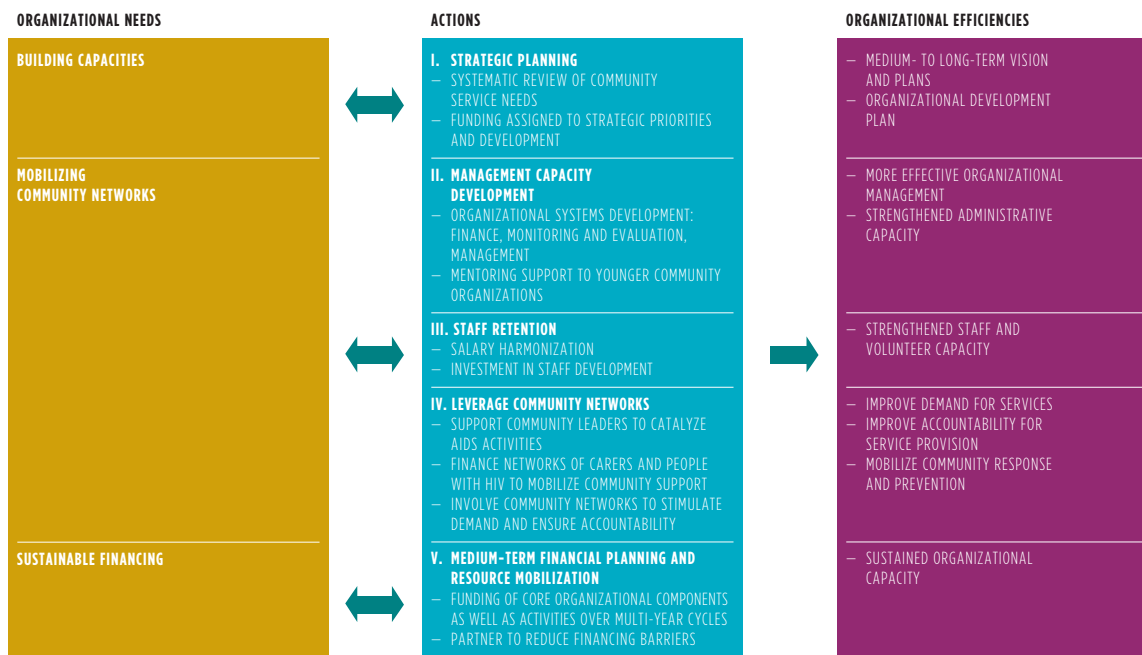 ORGANIZATIONAL NEEDS
BUILDING CAPACITIES
MOBILIZING
COMMUNITY NETWORKS
SUSTAINABLE FINANCING
ACTIONS
I. STRATEGIC PLANNING
– SYSTEMATIC REVIEW OF COMMUNITY
SERVICE NEEDS
– FUNDING ASSIGNED TO STRATEGIC PRIORITIES
AND DEVELOPMENT
II. MANAGEMENT CAPACITY
DEVELOPMENT
– ORGANIZATIONAL SYSTEMS DEVELOPMENT:
FINANCE, MONITORING AND EVALUATION,
MANAGEMENT
– MENTORING SUPPORT TO YOUNGER COMMUNITY
ORGANIZATIONS
III. STAFF RETENTION
– SALARY HARMONIZATION
– INVESTMENT IN STAFF DEVELOPMENT
IV. LEVERAGE COMMUNITY NETWORKS
– SUPPORT COMMUNITY LEADERS TO CATALYZE
AIDS ACTIVITIES
– FINANCE NETWORKS OF CARERS AND PEOPLE
WITH HIV TO MOBILIZE COMMUNITY SUPPORT
– INVOLVE COMMUNITY NETWORKS TO STIMULATE
DEMAND AND ENSURE ACCOUNTABILITY
V. MEDIUM-TERM FINANCIAL PLANNING AND
RESOURCE MOBILIZATION
– FUNDING OF CORE ORGANIZATIONAL COMPONENTS
AS WELL AS ACTIVITIES OVER MULTI-YEAR CYCLES
– PARTNER TO REDUCE FINANCING BARRIERS
ORGANIZATIONAL EFFICIENCIES
– MEDIUM- TO LONG-TERM VISION
AND PLANS
– ORGANIZATIONAL DEVELOPMENT
PLAN
– MORE EFFECTIVE ORGANIZATIONAL
MANAGEMENT
– STRENGTHENED ADMINISTRATIVE
CAPACITY
– STRENGTHENED STAFF AND
VOLUNTEER CAPACITY
– IMPROVE DEMAND FOR SERVICES
– IMPROVE ACCOUNTABILITY FOR
SERVICE PROVISION
– MOBILIZE COMMUNITY RESPONSE
AND PREVENTION
– SUSTAINED ORGANIZATIONAL
CAPACITY